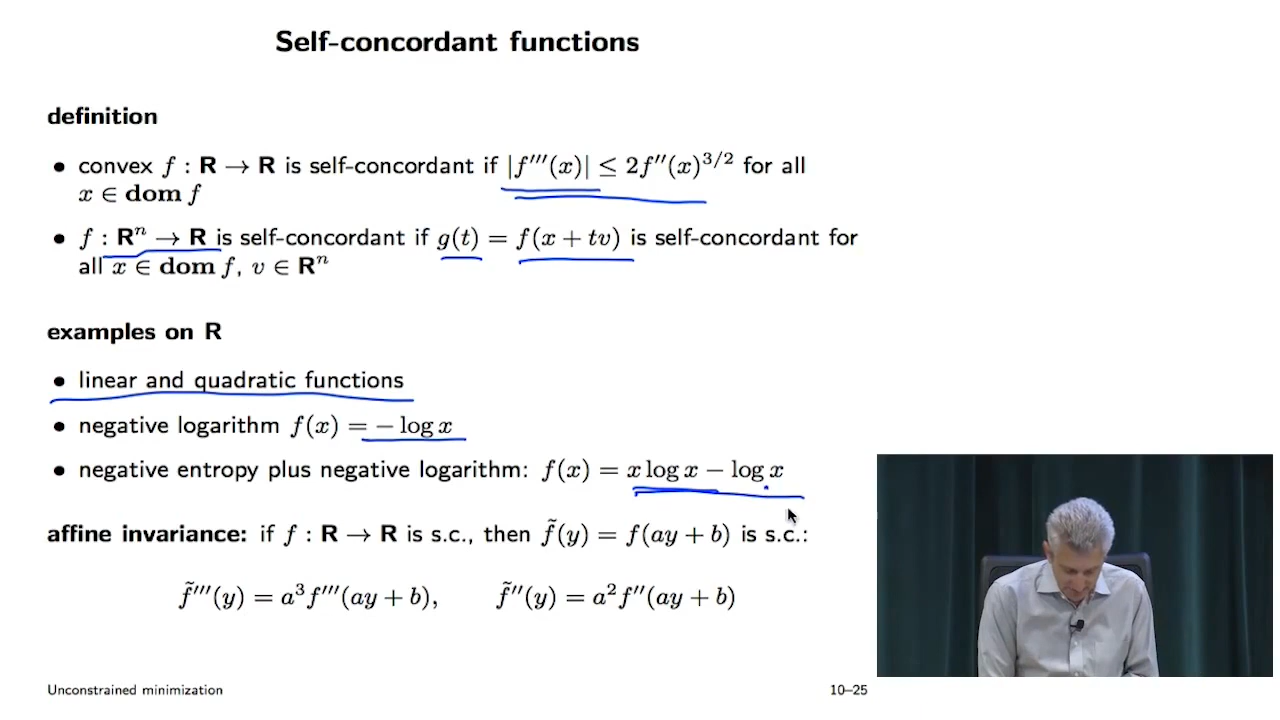 Self-concordant functions
definition
• convex f : R → R is self-concordant if |f′′′(x)| ≤ 2f′′(x)^{3/2} for all
x ∈ dom f
• f : Rⁿ → R is self-concordant if g(t) = f(x + tv) is self-concordant for
all x ∈ dom f, v ∈ Rⁿ
examples on R
• linear and quadratic functions
• negative logarithm f(x) = − log x
• negative entropy plus negative logarithm: f(x) = x log x − log x
affine invariance: if f : R → R is s.c., then f̃(y) = f(ay + b) is s.c.:
f̃′′′(y) = a³f′′′(ay + b), f̃′′(y) = a²f′′(ay + b)
Unconstrained minimization 10–25